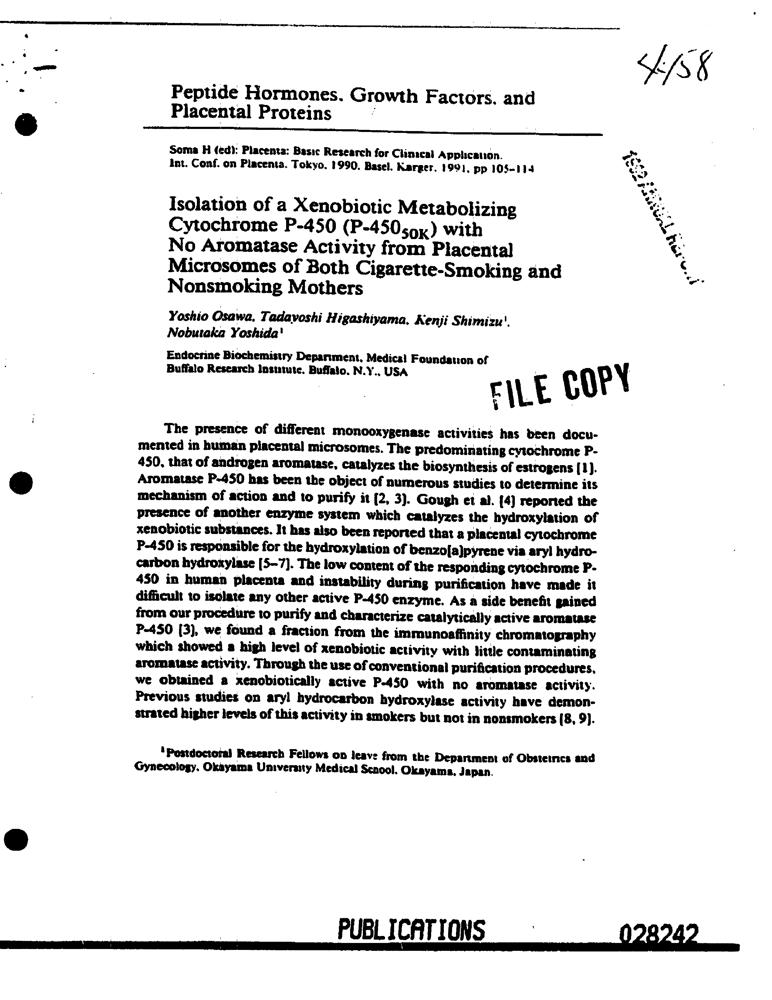 4158
Peptide Hormones, Growth Factors, and
Placental Proteins
Soma H (ed): Placenta: Basic Research for Clinical Application.
Int. Conf. on Placenta, Tokyo, 1990. Basel, Karger, 1991, pp 105–114
1992 ANNUAL REPORT
Isolation of a Xenobiotic Metabolizing
Cytochrome P-450 (P-450₅₀ₖ) with
No Aromatase Activity from Placental
Microsomes of Both Cigarette-Smoking and
Nonsmoking Mothers
Yoshio Osawa, Tadayoshi Higashiyama, Kenji Shimizu¹,
Nobutaka Yoshida¹
Endocrine Biochemistry Department, Medical Foundation of
Buffalo Research Institute, Buffalo, N.Y., USA
FILE COPY
The presence of different monooxygenase activities has been docu-
mented in human placental microsomes. The predominating cytochrome P-
450, that of androgen aromatase, catalyzes the biosynthesis of estrogens [1].
Aromatase P-450 has been the object of numerous studies to determine its
mechanism of action and to purify it [2, 3]. Gough et al. [4] reported the
presence of another enzyme system which catalyzes the hydroxylation of
xenobiotic substances. It has also been reported that a placental cytochrome
P-450 is responsible for the hydroxylation of benzo[a]pyrene via aryl hydro-
carbon hydroxylase [5–7]. The low content of the responding cytochrome P-
450 in human placenta and instability during purification have made it
difficult to isolate any other active P-450 enzyme. As a side benefit gained
from our procedure to purify and characterize catalytically active aromatase
P-450 [3], we found a fraction from the immunoaffinity chromatography
which showed a high level of xenobiotic activity with little contaminating
aromatase activity. Through the use of conventional purification procedures,
we obtained a xenobiotically active P-450 with no aromatase activity.
Previous studies on aryl hydrocarbon hydroxylase activity have demon-
strated higher levels of this activity in smokers but not in nonsmokers [8, 9].
¹Postdoctoral Research Fellows on leave from the Department of Obstetrics and
Gynecology, Okayama University Medical School, Okayama, Japan.
PUBLICATIONS
028242